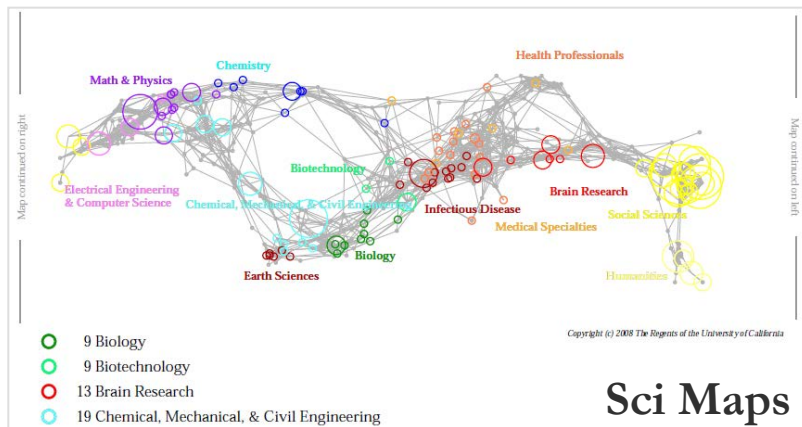 Health Professionals
Chemistry
Math & Physics
Map continued on right
Map continued on left
Biotechnology
Electrical Engineering
& Computer Science
Chemical, Mechanical, & Civil Engineering
Brain Research
Infectious Disease
Social Sciences
Medical Specialties
Biology
Earth Sciences
Humanities
Copyright (c) 2008 The Regents of the University of California
9 Biology
9 Biotechnology
13 Brain Research
19 Chemical, Mechanical, & Civil Engineering
Sci Maps